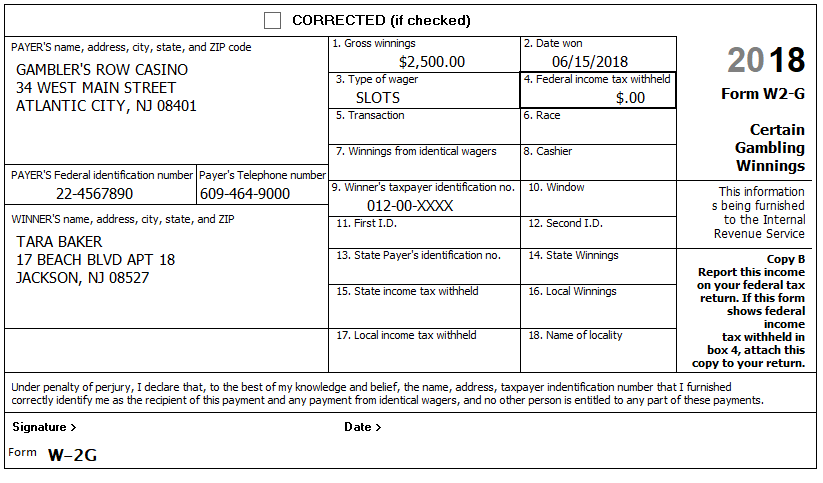 CORRECTED (if checked)
PAYER'S name, address, city, state, and ZIP code
GAMBLER'S ROW CASINO
34 WEST MAIN STREET
ATLANTIC CITY, NJ 08401
PAYER'S Federal identification number
22-4567890
Payer's Telephone number
609-464-9000
WINNER'S name, address, city, state, and ZIP
TARA BAKER
17 BEACH BLVD APT 18
JACKSON, NJ 08527
1. Gross winnings
$2,500.00
2. Date won
06/15/2018
3. Type of wager
SLOTS
4. Federal income tax withheld
$.00
5. Transaction
6. Race
7. Winnings from identical wagers
8. Cashier
9. Winner's taxpayer identification no.
012-00-XXXX
10. Window
11. First I.D.
12. Second I.D.
13. State Payer's identification no.
14. State Winnings
15. State income tax withheld
16. Local Winnings
17. Local income tax withheld
18. Name of locality
2018
Form W2-G
Certain
Gambling
Winnings
This information
s being furnished
to the Internal
Revenue Service
Copy B
Report this income
on your federal tax
return. If this form
shows federal
income
tax withheld in
box 4, attach this
copy to your return.
Under penalty of perjury, I declare that, to the best of my knowledge and belief, the name, address, taxpayer indentification number that I furnished
correctly identify me as the recipient of this payment and any payment from identical wagers, and no other person is entitled to any part of these payments.
Signature > Date >
Form W-2G